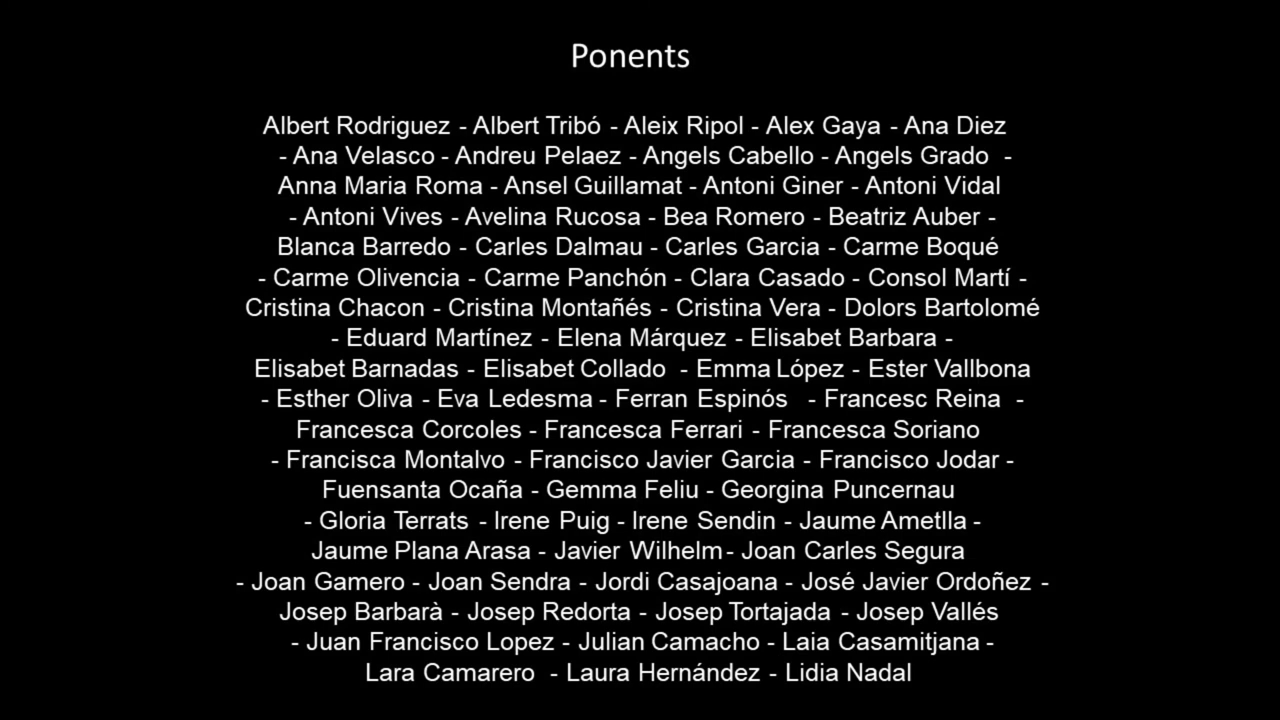 Ponents
Albert Rodriguez - Albert Tribó - Aleix Ripol - Alex Gaya - Ana Diez
- Ana Velasco - Andreu Pelaez - Angels Cabello - Angels Grado -
Anna Maria Roma - Ansel Guillamat - Antoni Giner - Antoni Vidal
- Antoni Vives - Avelina Rucosa - Bea Romero - Beatriz Auber -
Blanca Barredo - Carles Dalmau - Carles Garcia - Carme Boqué
- Carme Olivencia - Carme Panchón - Clara Casado - Consol Martí -
Cristina Chacon - Cristina Montañés - Cristina Vera - Dolors Bartolomé
- Eduard Martínez - Elena Márquez - Elisabet Barbara -
Elisabet Barnadas - Elisabet Collado - Emma López - Ester Vallbona
- Esther Oliva - Eva Ledesma - Ferran Espinós - Francesc Reina -
Francesca Corcoles - Francesca Ferrari - Francesca Soriano
- Francisca Montalvo - Francisco Javier Garcia - Francisco Jodar -
Fuensanta Ocaña - Gemma Feliu - Georgina Puncernau
- Gloria Terrats - Irene Puig - Irene Sendin - Jaume Ametlla -
Jaume Plana Arasa - Javier Wilhelm- Joan Carles Segura
- Joan Gamero - Joan Sendra - Jordi Casajoana - José Javier Ordoñez -
Josep Barbarà - Josep Redorta - Josep Tortajada - Josep Vallés
- Juan Francisco Lopez - Julian Camacho - Laia Casamitjana -
Lara Camarero - Laura Hernández - Lidia Nadal